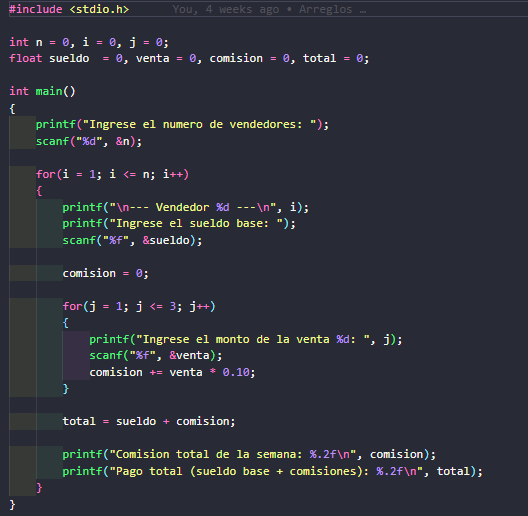 #include <stdio.h>     You, 4 weeks ago • Arreglos …

int n = 0, i = 0, j = 0;
float sueldo  = 0, venta = 0, comision = 0, total = 0;

int main()
{
    printf("Ingrese el numero de vendedores: ");
    scanf("%d", &n);

    for(i = 1; i <= n; i++)
    {
        printf("\n--- Vendedor %d ---\n", i);
        printf("Ingrese el sueldo base: ");
        scanf("%f", &sueldo);

        comision = 0;

        for(j = 1; j <= 3; j++)
        {
            printf("Ingrese el monto de la venta %d: ", j);
            scanf("%f", &venta);
            comision += venta * 0.10;
        }

        total = sueldo + comision;

        printf("Comision total de la semana: %.2f\n", comision);
        printf("Pago total (sueldo base + comisiones): %.2f\n", total);
    }
}